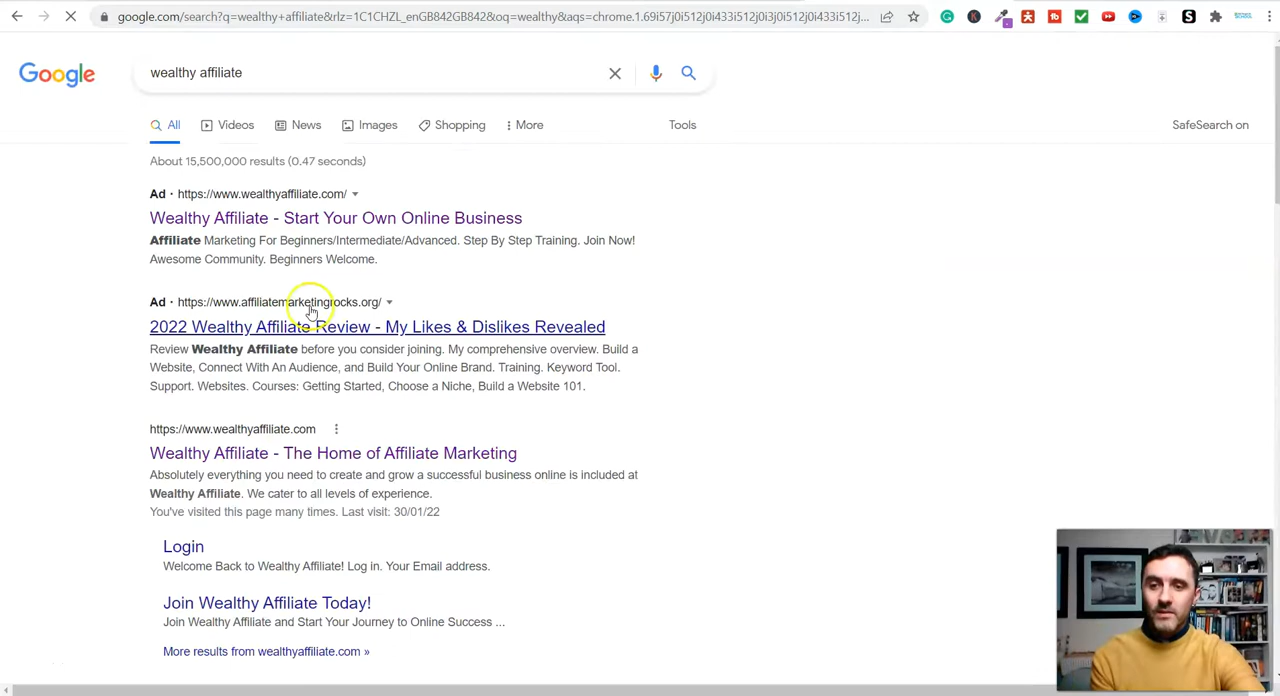 google.com/search?q=wealthy+affiliate&rlz=1C1CHZL_enGB842GB842&oq=wealthy&aqs=chrome.1.69i57j0i512j0i433i512j0i3j0i512j0i433i512j...
Google
wealthy affiliate
All Videos News Images Shopping More Tools SafeSearch on
About 15,500,000 results (0.47 seconds)
Ad · https://www.wealthyaffiliate.com/
Wealthy Affiliate - Start Your Own Online Business
Affiliate Marketing For Beginners/Intermediate/Advanced. Step By Step Training. Join Now!
Awesome Community. Beginners Welcome.
Ad · https://www.affiliatemarketingrocks.org/
2022 Wealthy Affiliate Review - My Likes & Dislikes Revealed
Review Wealthy Affiliate before you consider joining. My comprehensive overview. Build a
Website, Connect With An Audience, and Build Your Online Brand. Training. Keyword Tool.
Support. Websites. Courses: Getting Started, Choose a Niche, Build a Website 101.
https://www.wealthyaffiliate.com
Wealthy Affiliate - The Home of Affiliate Marketing
Absolutely everything you need to create and grow a successful business online is included at
Wealthy Affiliate. We cater to all levels of experience.
You've visited this page many times. Last visit: 30/01/22
Login
Welcome Back to Wealthy Affiliate! Log in. Your Email address.
Join Wealthy Affiliate Today!
Join Wealthy Affiliate and Start Your Journey to Online Success ...
More results from wealthyaffiliate.com »